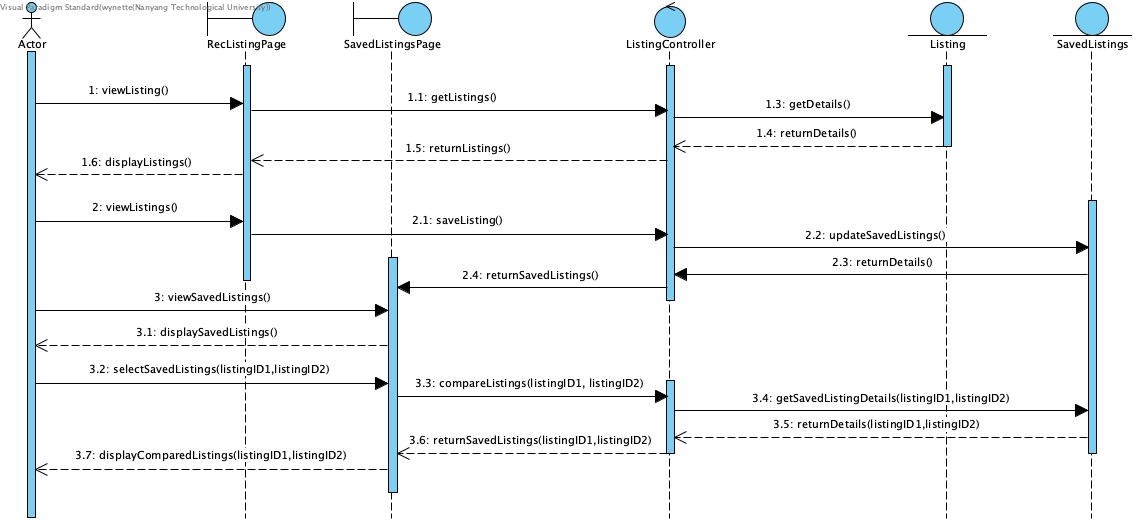 Visual Paradigm Standard(wynette(Nanyang Technological University))
Actor
RecListingPage
SavedListingsPage
ListingController
Listing
SavedListings
1: viewListing()
1.1: getListings()
1.3: getDetails()
1.4: returnDetails()
1.5: returnListings()
1.6: displayListings()
2: viewListings()
2.1: saveListing()
2.2: updateSavedListings()
2.3: returnDetails()
2.4: returnSavedListings()
3: viewSavedListings()
3.1: displaySavedListings()
3.2: selectSavedListings(listingID1,listingID2)
3.3: compareListings(listingID1, listingID2)
3.4: getSavedListingDetails(listingID1,listingID2)
3.5: returnDetails(listingID1,listingID2)
3.6: returnSavedListings(listingID1,listingID2)
3.7: displayComparedListings(listingID1,listingID2)